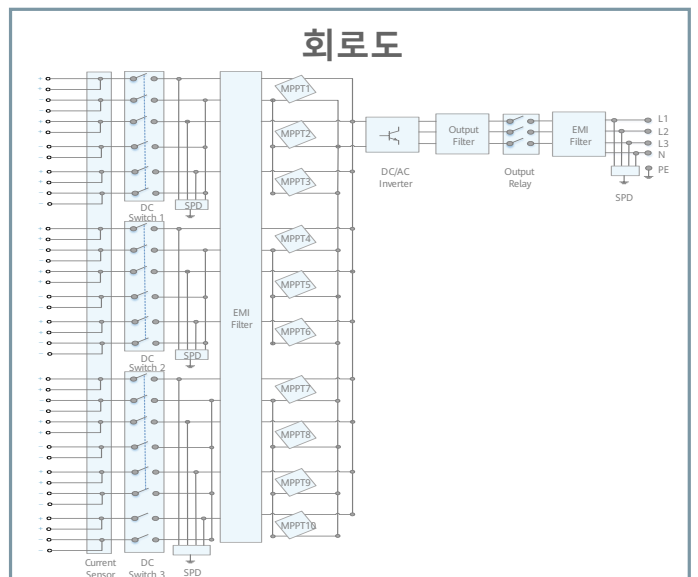 회로도
MPPT1
MPPT2
MPPT3
DC
Switch 1
SPD
MPPT4
MPPT5
MPPT6
DC
Switch 2
SPD
EMI
Filter
MPPT7
MPPT8
MPPT9
MPPT10
Current
Sensor
DC
Switch 3
SPD
DC/AC
Inverter
Output
Filter
Output
Relay
EMI
Filter
L1
L2
L3
N
PE
SPD